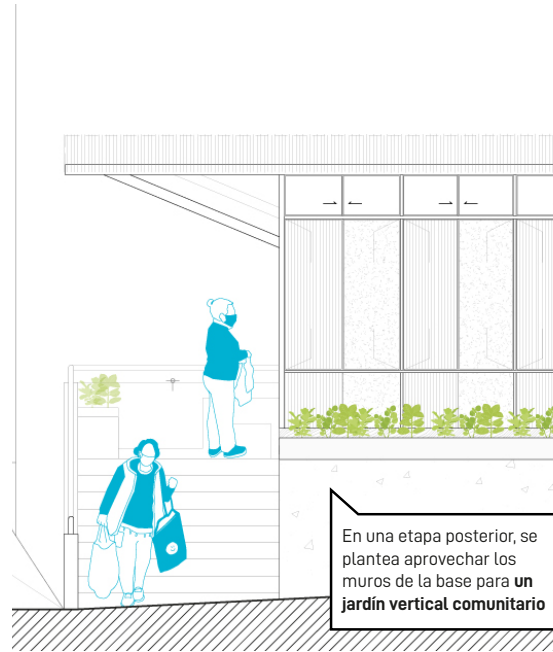 En una etapa posterior, se
plantea aprovechar los
muros de la base para un
jardín vertical comunitario